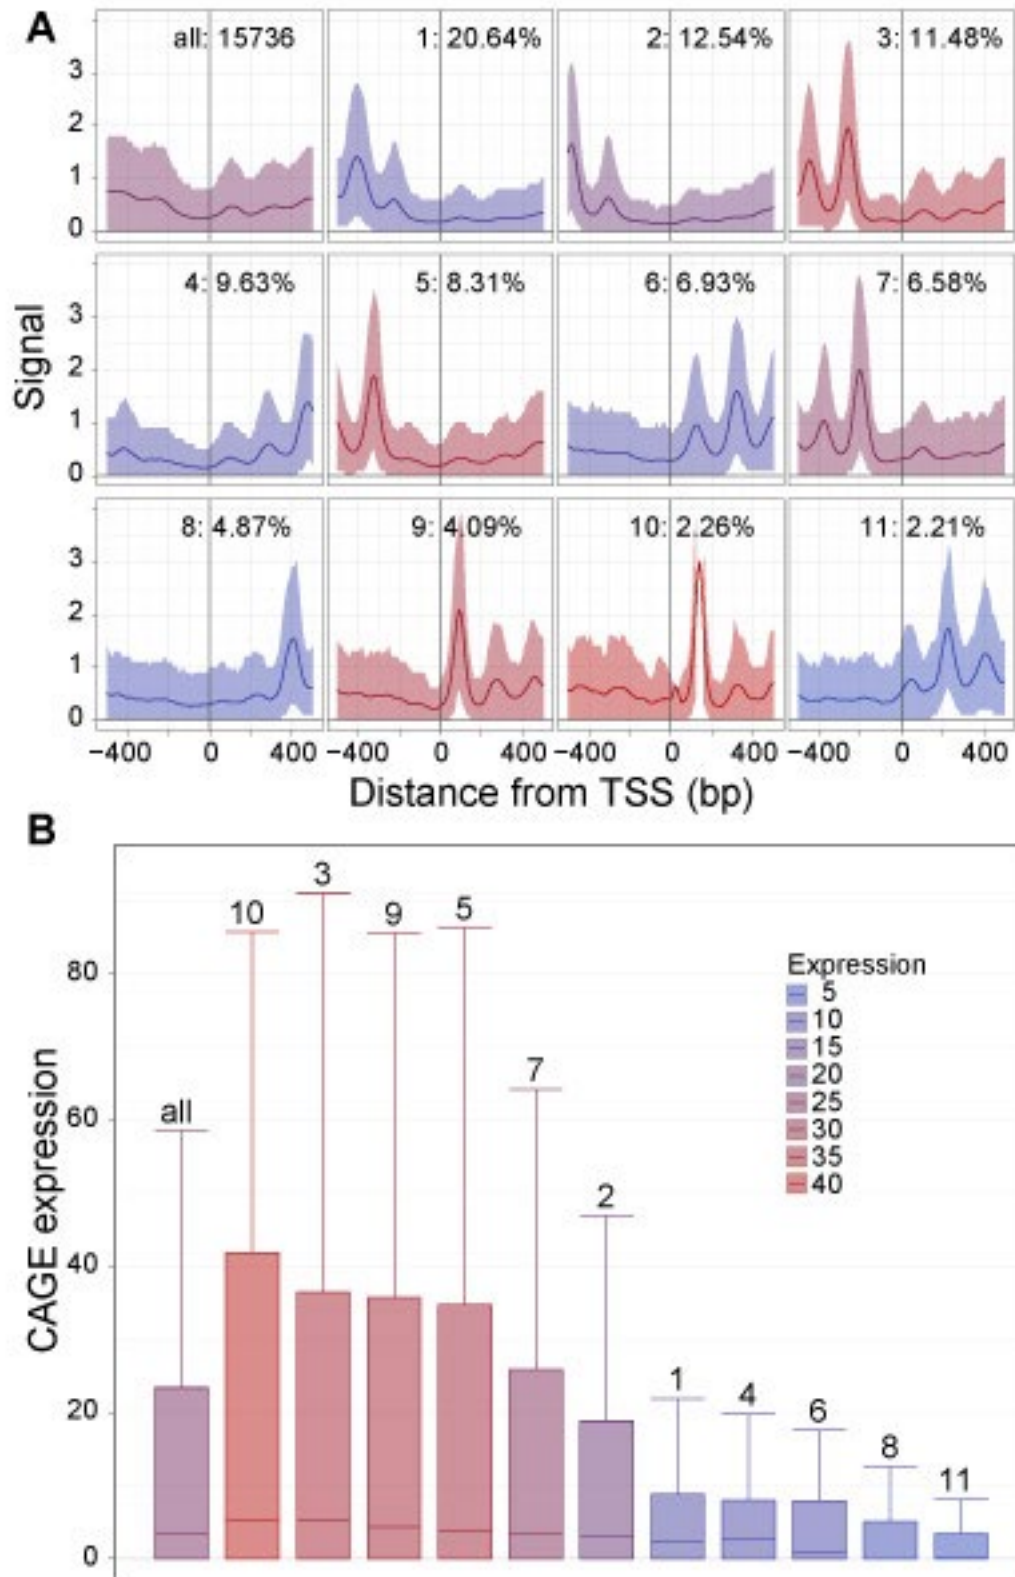 A
all: 15736 1: 20.64% 2: 12.54% 3: 11.48%
3
2
1
0
4: 9.63% 5: 8.31% 6: 6.93% 7: 6.58%
3
2
1
0
Signal
8: 4.87% 9: 4.09% 10: 2.26% 11: 2.21%
3
2
1
0
−400 0 400 −400 0 400 −400 0 400 −400 0 400
Distance from TSS (bp)
B
CAGE expression
80
60
40
20
0
all 10 3 9 5 7 2 1 4 6 8 11
Expression
5
10
15
20
25
30
35
40